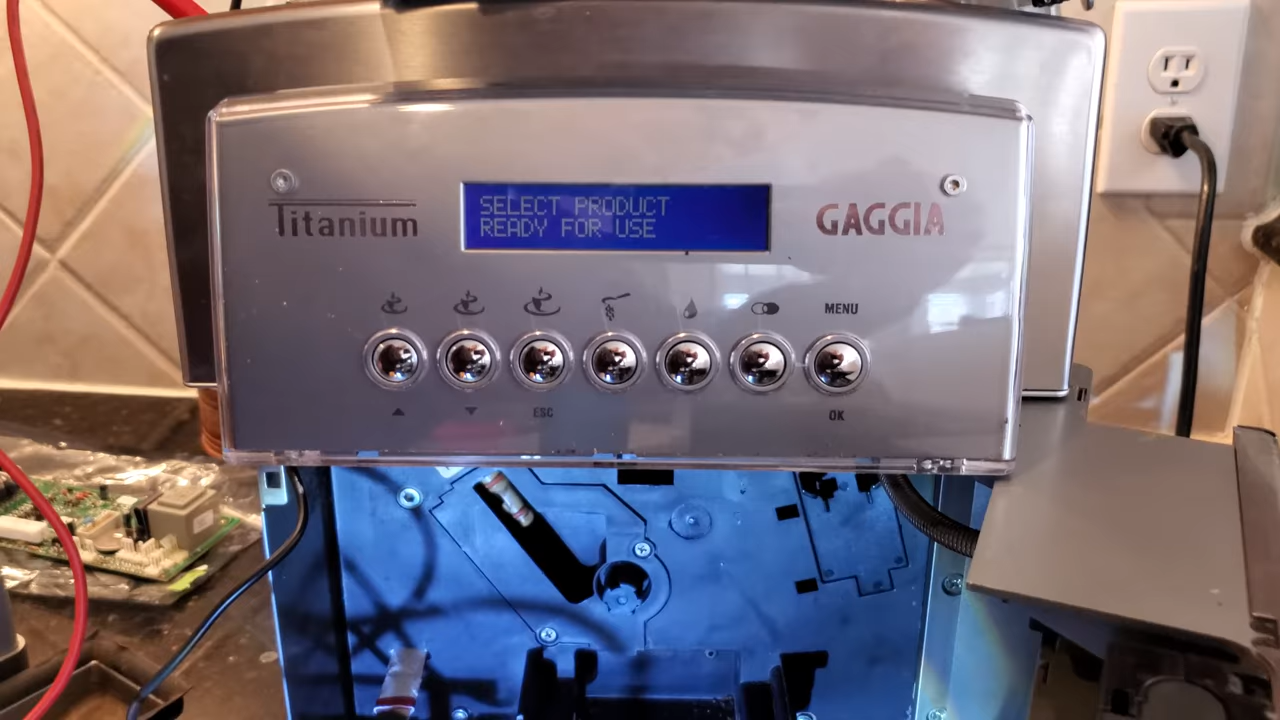 Titanium
SELECT PRODUCT
READY FOR USE
GAGGIA
MENU
ESC
OK